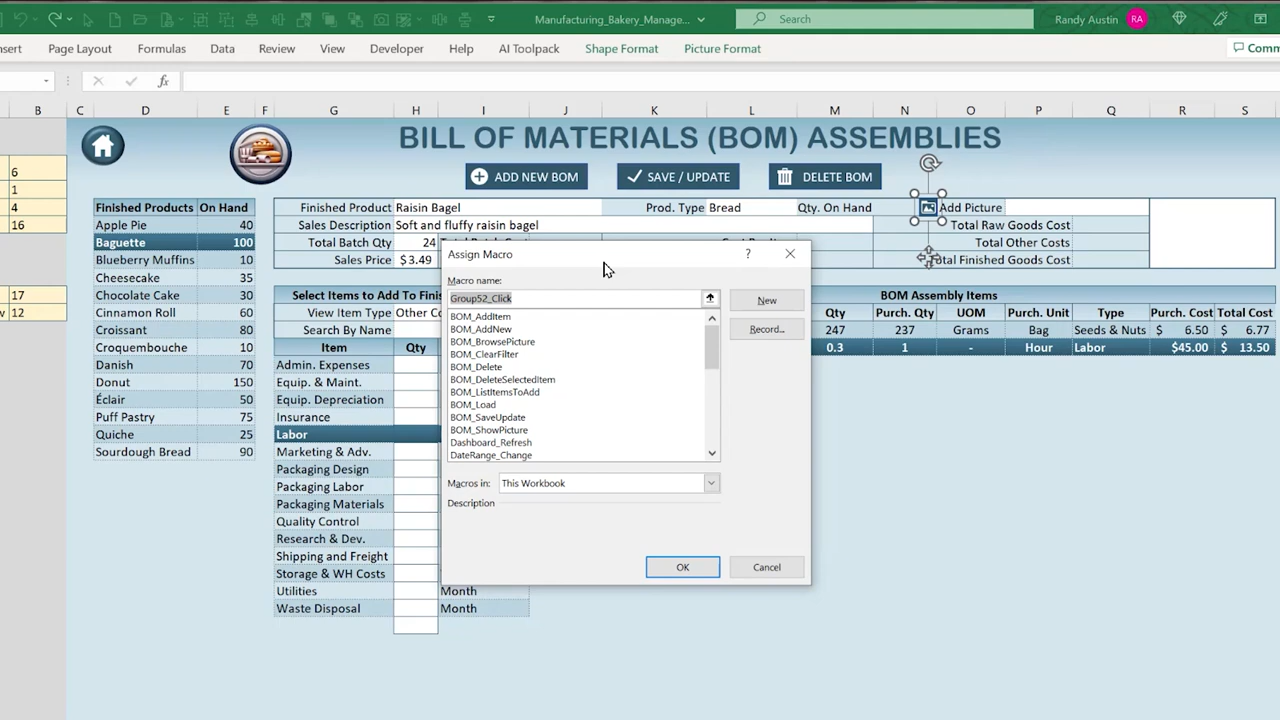 Manufacturing_Bakery_Manage...
Search
Randy Austin
RA
nsert
Page Layout
Formulas
Data
Review
View
Developer
Help
AI Toolpack
Shape Format
Picture Format
Comm
fx
B C D E F G H I J K L M N O P Q R S
BILL OF MATERIALS (BOM) ASSEMBLIES
ADD NEW BOM
SAVE / UPDATE
DELETE BOM
6
1
4
16
17
w 12
Finished Products On Hand
Apple Pie 40
Baguette 100
Blueberry Muffins 10
Cheesecake 35
Chocolate Cake 30
Cinnamon Roll 60
Croissant 80
Croquembouche 10
Danish 70
Donut 150
Éclair 50
Puff Pastry 75
Quiche 25
Sourdough Bread 90
Finished Product Raisin Bagel Prod. Type Bread Qty. On Hand Add Picture
Sales Description Soft and fluffy raisin bagel Total Raw Goods Cost
Total Batch Qty 24 Total Other Costs
Sales Price $3.49 Total Finished Goods Cost
Select Items to Add To Fini
View Item Type Other Co
Search By Name
Item Qty
Admin. Expenses
Equip. & Maint.
Equip. Depreciation
Insurance
Labor
Marketing & Adv.
Packaging Design
Packaging Labor
Packaging Materials
Quality Control
Research & Dev.
Shipping and Freight
Storage & WH Costs
Utilities Month
Waste Disposal Month
Assign Macro
?
Macro name:
Group52_Click
New
Record...
BOM_AddItem
BOM_AddNew
BOM_BrowsePicture
BOM_ClearFilter
BOM_Delete
BOM_DeleteSelectedItem
BOM_ListItemsToAdd
BOM_Load
BOM_SaveUpdate
BOM_ShowPicture
Dashboard_Refresh
DateRange_Change
Macros in: This Workbook
Description
OK
Cancel
BOM Assembly Items
Qty Purch. Qty UOM Purch. Unit Type Purch. Cost Total Cost
247 237 Grams Bag Seeds & Nuts $ 6.50 $ 6.77
0.3 1 - Hour Labor $45.00 $ 13.50